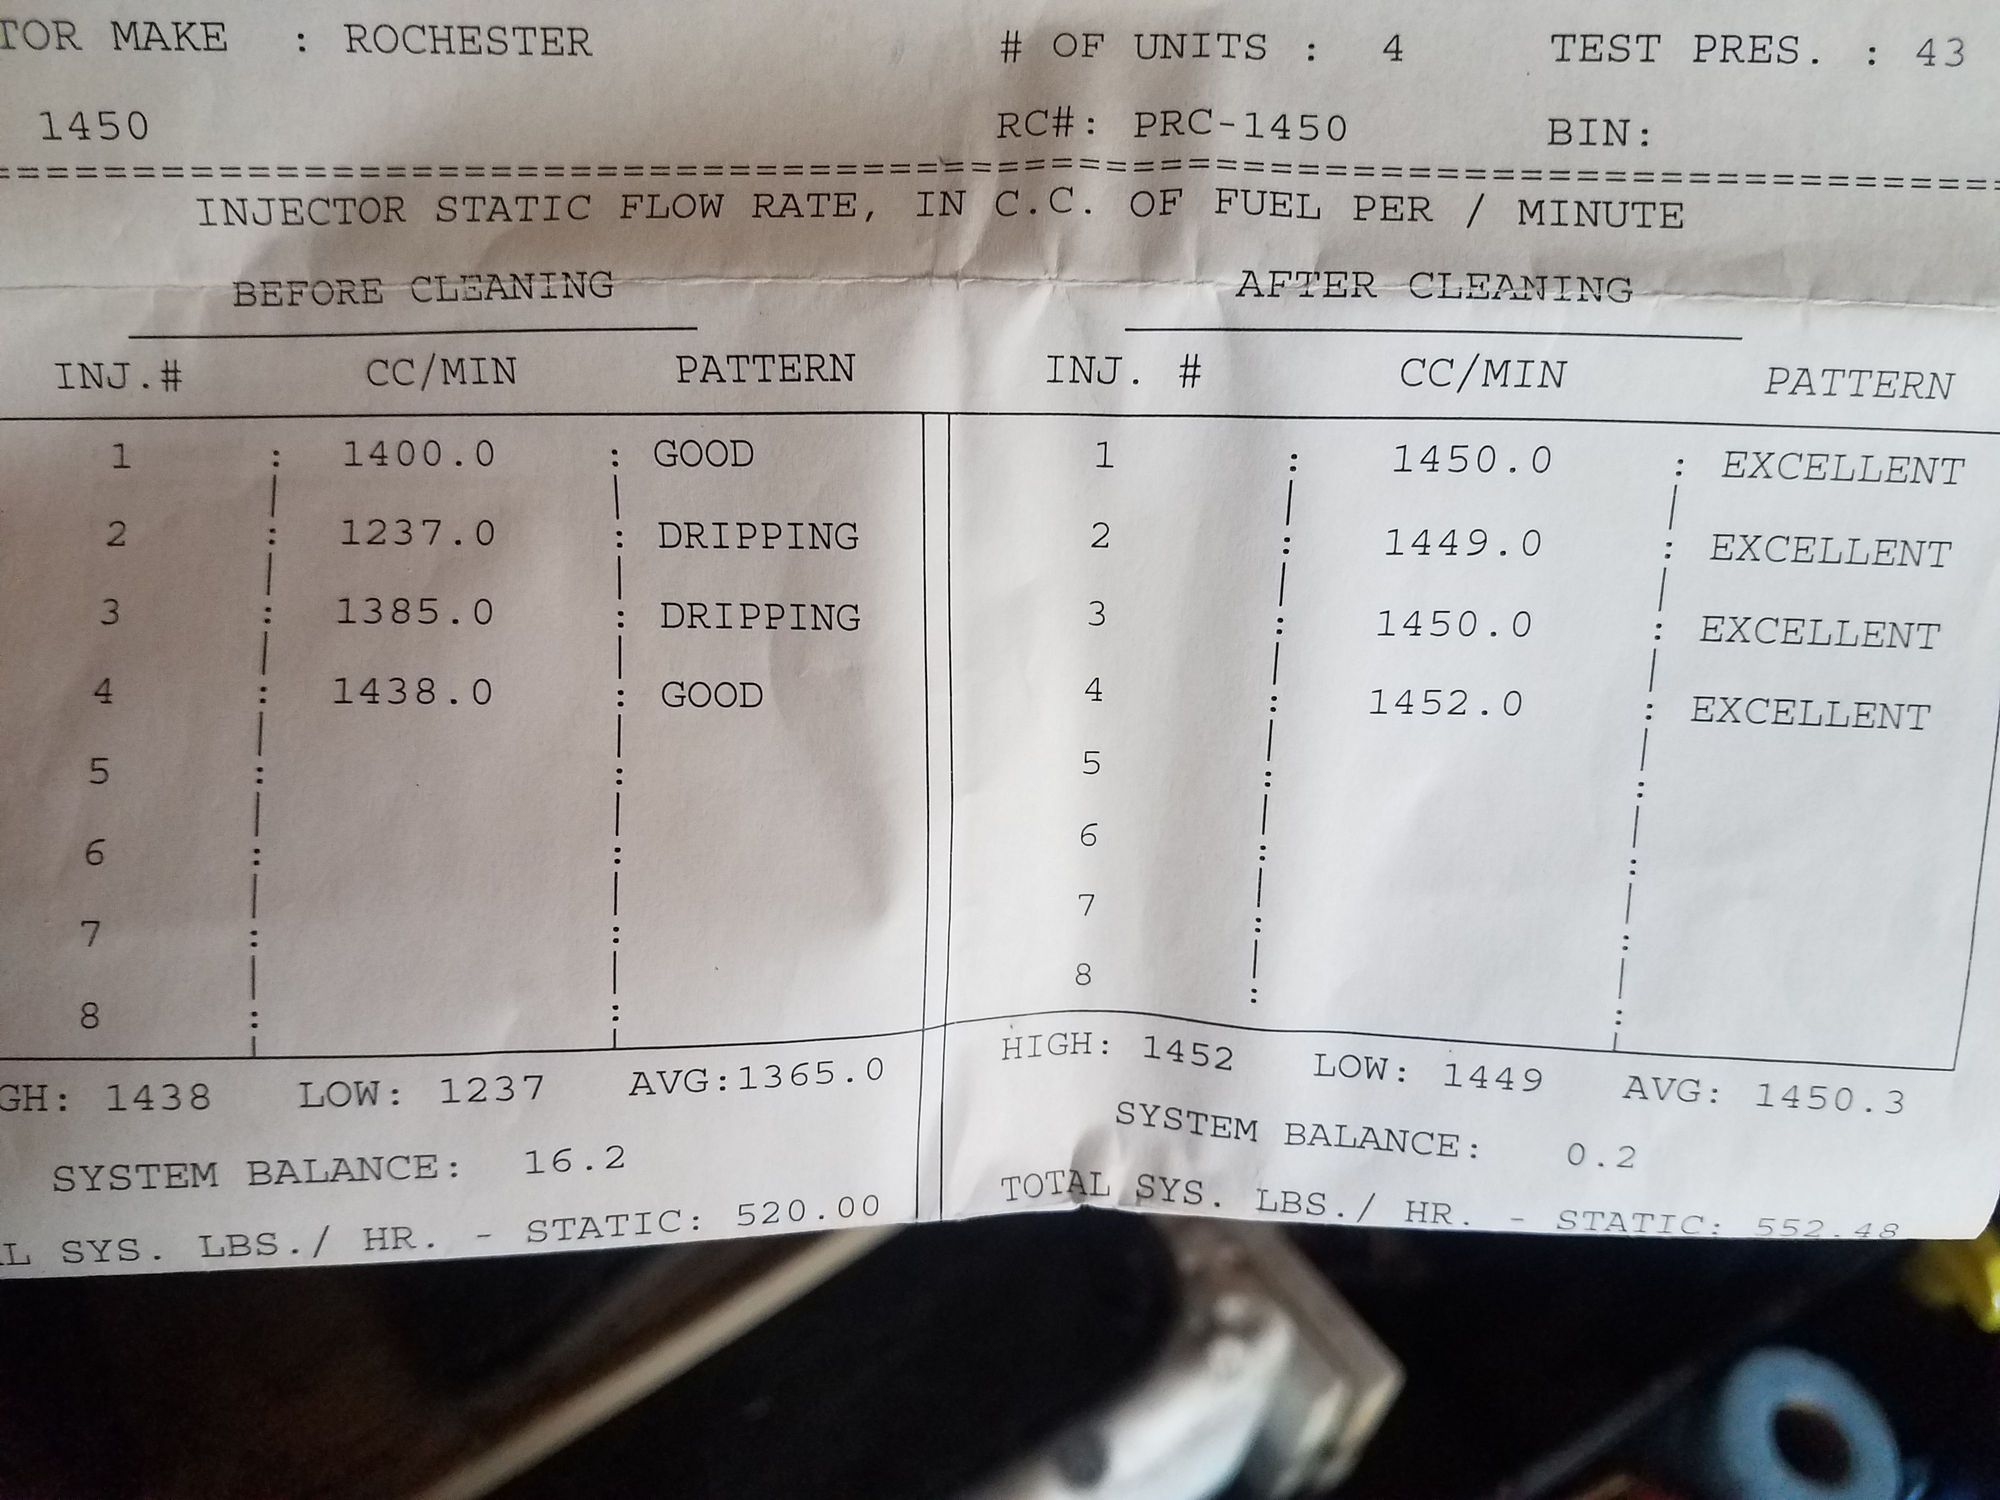 TOR MAKE : ROCHESTER # OF UNITS : 4 TEST PRES. : 43
1450 RC#: PRC-1450 BIN:
================================================
INJECTOR STATIC FLOW RATE, IN C.C. OF FUEL PER / MINUTE
BEFORE CLEANING AFTER CLEANING
INJ.# CC/MIN PATTERN INJ. # CC/MIN PATTERN
1 : 1400.0 : GOOD 1 : 1450.0 : EXCELLENT
2 : 1237.0 : DRIPPING 2 : 1449.0 : EXCELLENT
3 : 1385.0 : DRIPPING 3 : 1450.0 : EXCELLENT
4 : 1438.0 : GOOD 4 : 1452.0 : EXCELLENT
5 : : 5 : :
6 : : 6 : :
7 : : 7 : :
8 : : 8 : :
GH: 1438 LOW: 1237 AVG:1365.0 HIGH: 1452 LOW: 1449 AVG: 1450.3
SYSTEM BALANCE: 16.2 SYSTEM BALANCE: 0.2
L SYS. LBS./ HR. - STATIC: 520.00 TOTAL SYS. LBS./ HR. - STATIC: 552.48